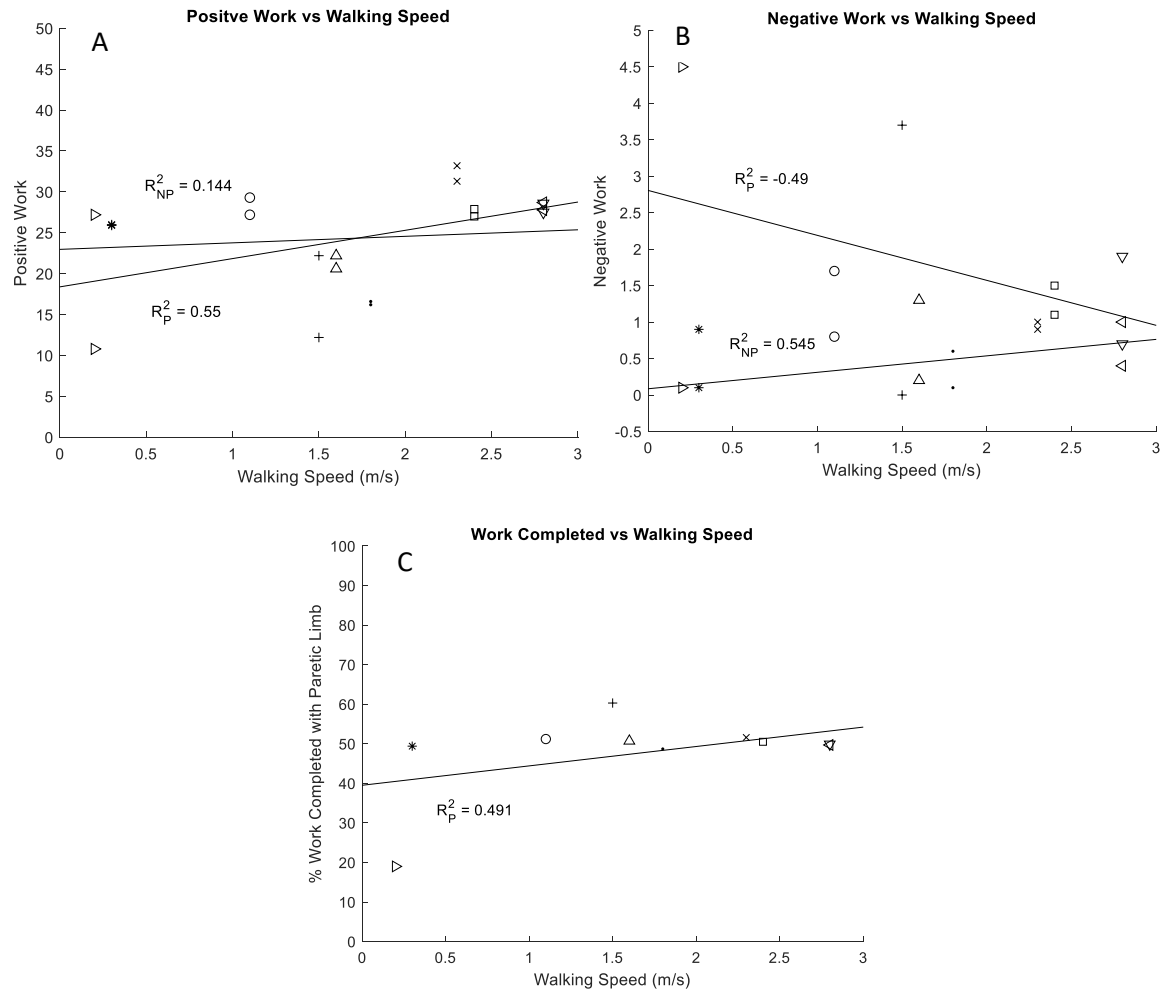 Positve Work vs Walking Speed
A
50
45
40
35
30
25
20
15
10
5
0
Positive Work
R²NP = 0.144
R²P = 0.55
0 0.5 1 1.5 2 2.5 3
Walking Speed (m/s)
Negative Work vs Walking Speed
B
5
4.5
4
3.5
3
2.5
2
1.5
1
0.5
0
-0.5
Negative Work
R²P = -0.49
R²NP = 0.545
0 0.5 1 1.5 2 2.5 3
Walking Speed (m/s)
Work Completed vs Walking Speed
C
100
90
80
70
60
50
40
30
20
10
0
% Work Completed with Paretic Limb
R²P = 0.491
0 0.5 1 1.5 2 2.5 3
Walking Speed (m/s)